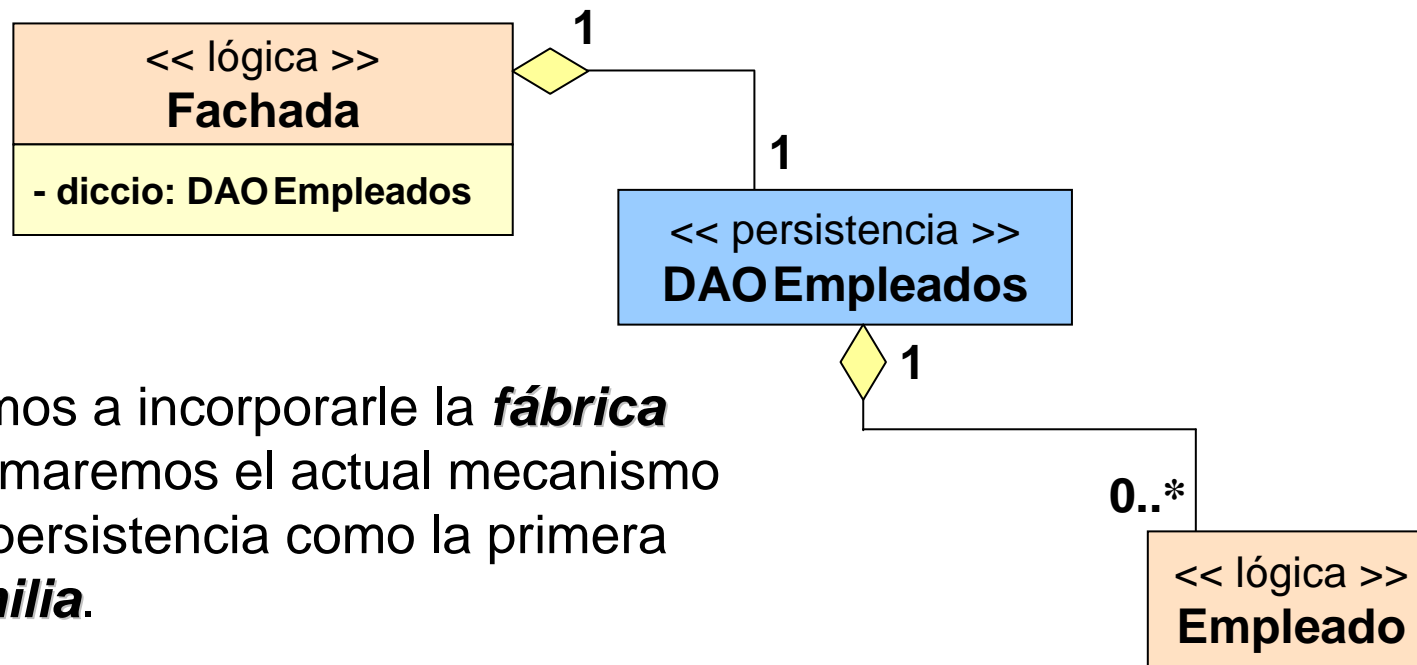 1
<< lógica >>
Fachada
- diccio: DAOEmpleados
1
<< persistencia >>
DAOEmpleados
1
mos a incorporarle la fábrica
maremos el actual mecanismo
persistencia como la primera
ilia.
0..*
<< lógica >>
Empleado